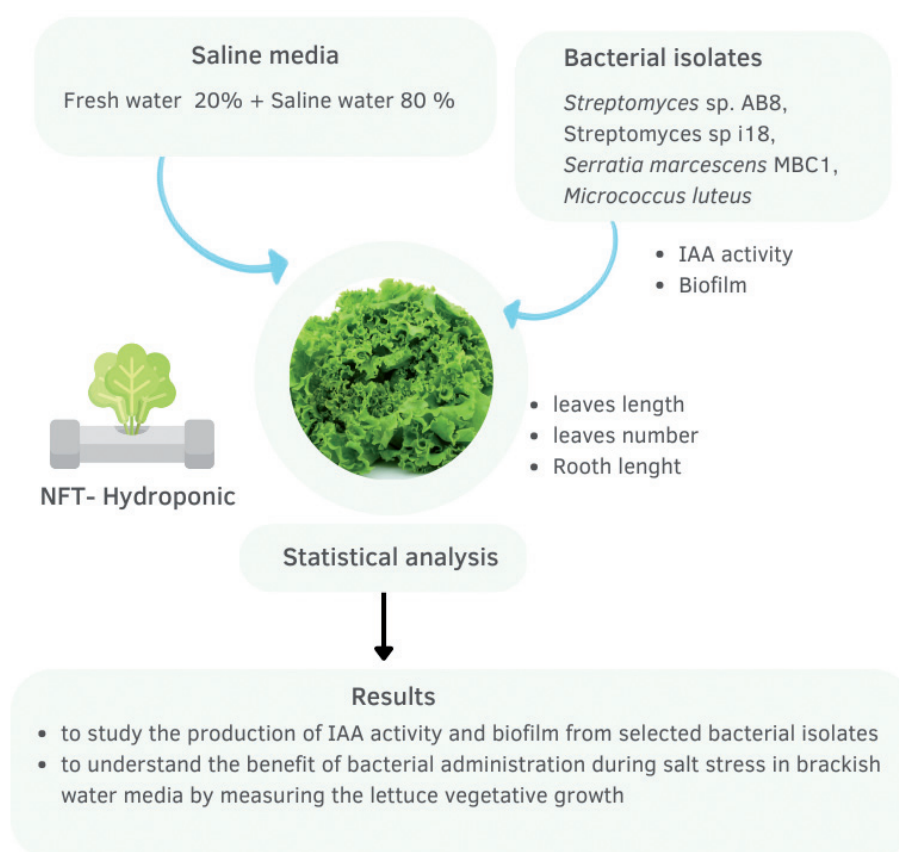 Saline media
Fresh water 20% + Saline water 80 %
Bacterial isolates
Streptomyces sp. AB8,
Streptomyces sp i18,
Serratia marcescens MBC1,
Micrococcus luteus
• IAA activity
• Biofilm
• leaves length
• leaves number
• Rooth lenght
NFT- Hydroponic
Statistical analysis
Results
• to study the production of IAA activity and biofilm from selected bacterial isolates
• to understand the benefit of bacterial administration during salt stress in brackish
water media by measuring the lettuce vegetative growth